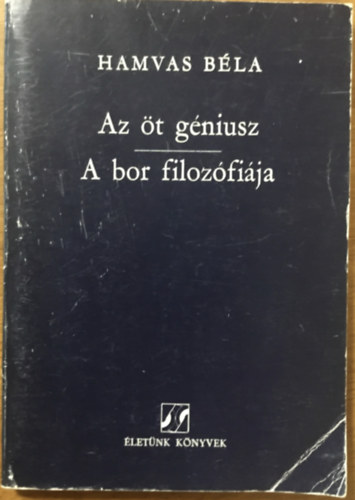 HAMVAS BÉLA
Az öt géniusz
A bor filozófiája
ÉLETÜNK KÖNYVEK